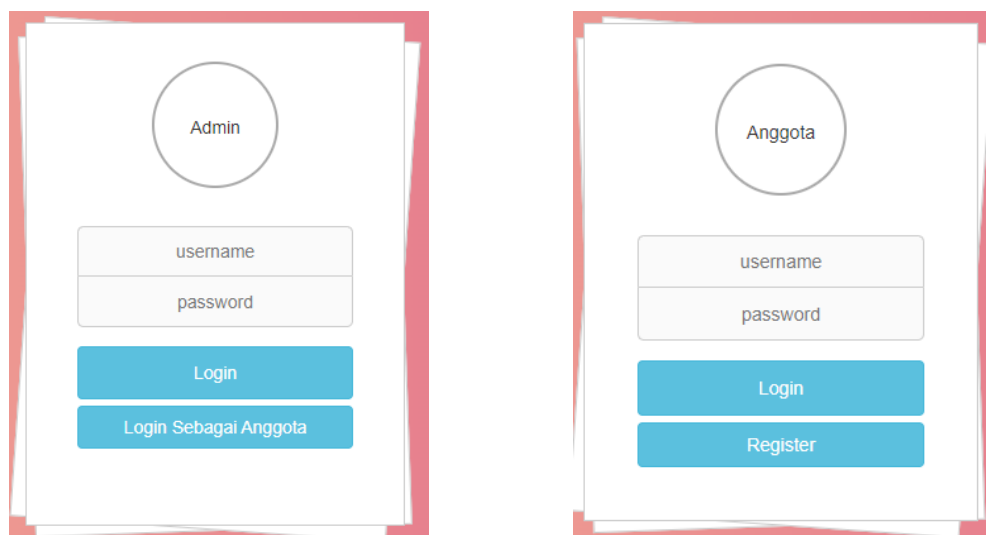 Admin
username
password
Login
Login Sebagai Anggota
Anggota
username
password
Login
Register